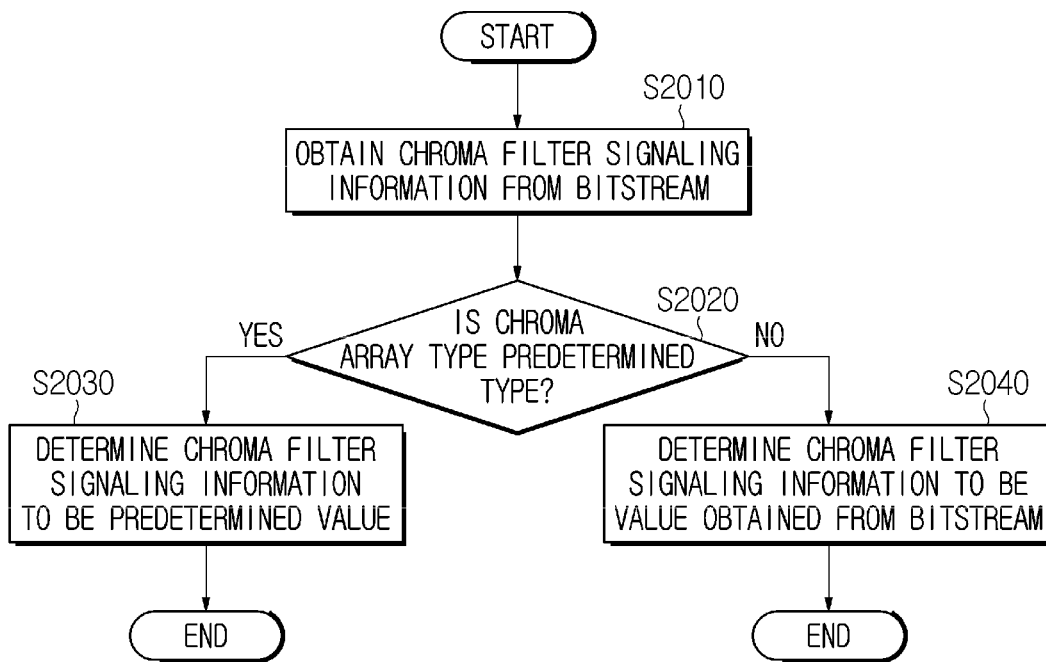 START
S2010
OBTAIN CHROMA FILTER SIGNALING
INFORMATION FROM BITSTREAM
S2020
IS CHROMA
ARRAY TYPE PREDETERMINED
TYPE?
YES
NO
S2030
DETERMINE CHROMA FILTER
SIGNALING INFORMATION
TO BE PREDETERMINED VALUE
S2040
DETERMINE CHROMA FILTER
SIGNALING INFORMATION TO BE
VALUE OBTAINED FROM BITSTREAM
END
END